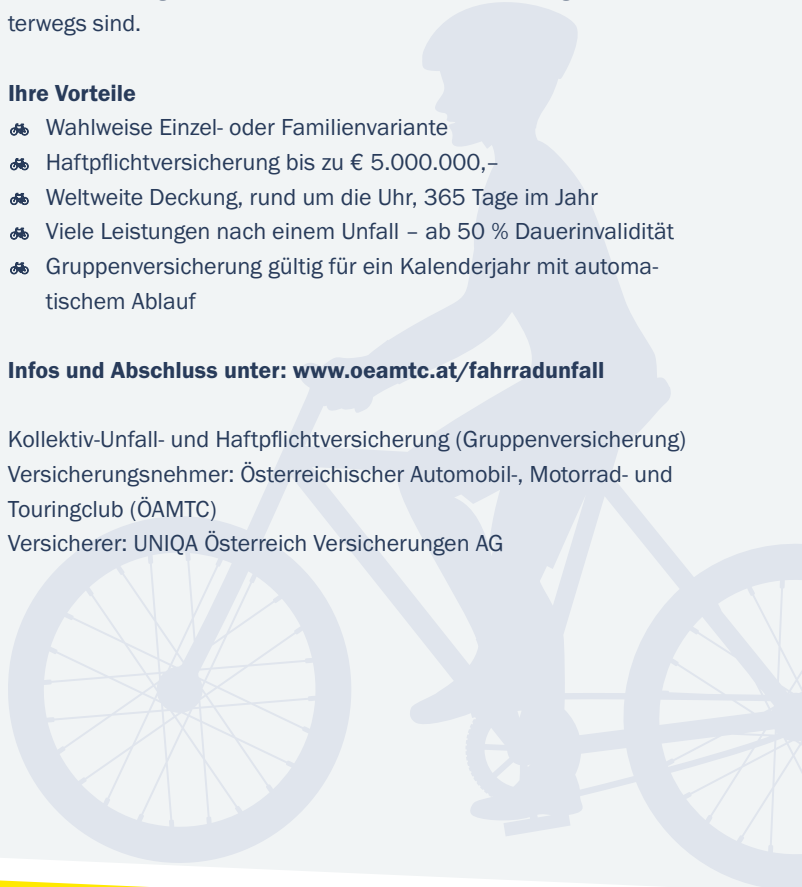 terwegs sind.
Ihre Vorteile
Wahlweise Einzel- oder Familienvariante
Haftpflichtversicherung bis zu € 5.000.000,–
Weltweite Deckung, rund um die Uhr, 365 Tage im Jahr
Viele Leistungen nach einem Unfall – ab 50 % Dauerinvalidität
Gruppenversicherung gültig für ein Kalenderjahr mit automa-
tischem Ablauf
Infos und Abschluss unter: www.oeamtc.at/fahrradunfall
Kollektiv-Unfall- und Haftpflichtversicherung (Gruppenversicherung)
Versicherungsnehmer: Österreichischer Automobil-, Motorrad- und
Touringclub (ÖAMTC)
Versicherer: UNIQA Österreich Versicherungen AG